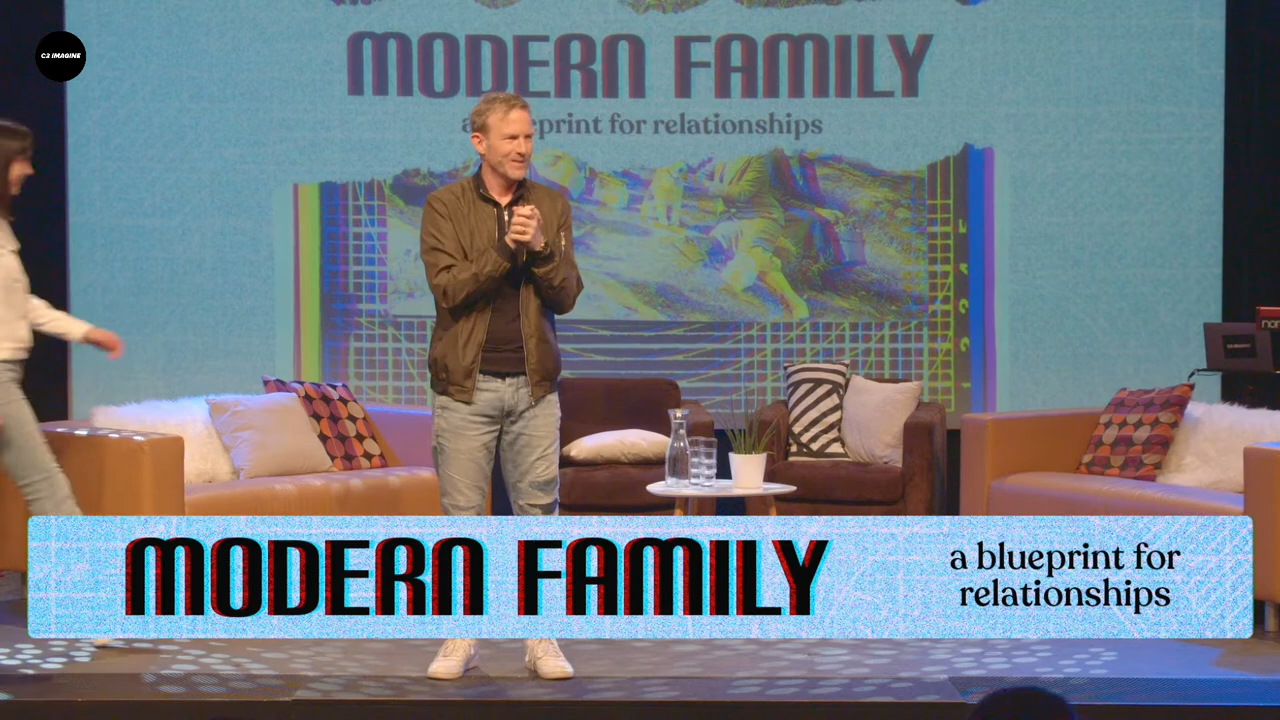 C3 IMAGINE
MODERN FAMILY
a blueprint for relationships
MODERN FAMILY
a blueprint for
relationships